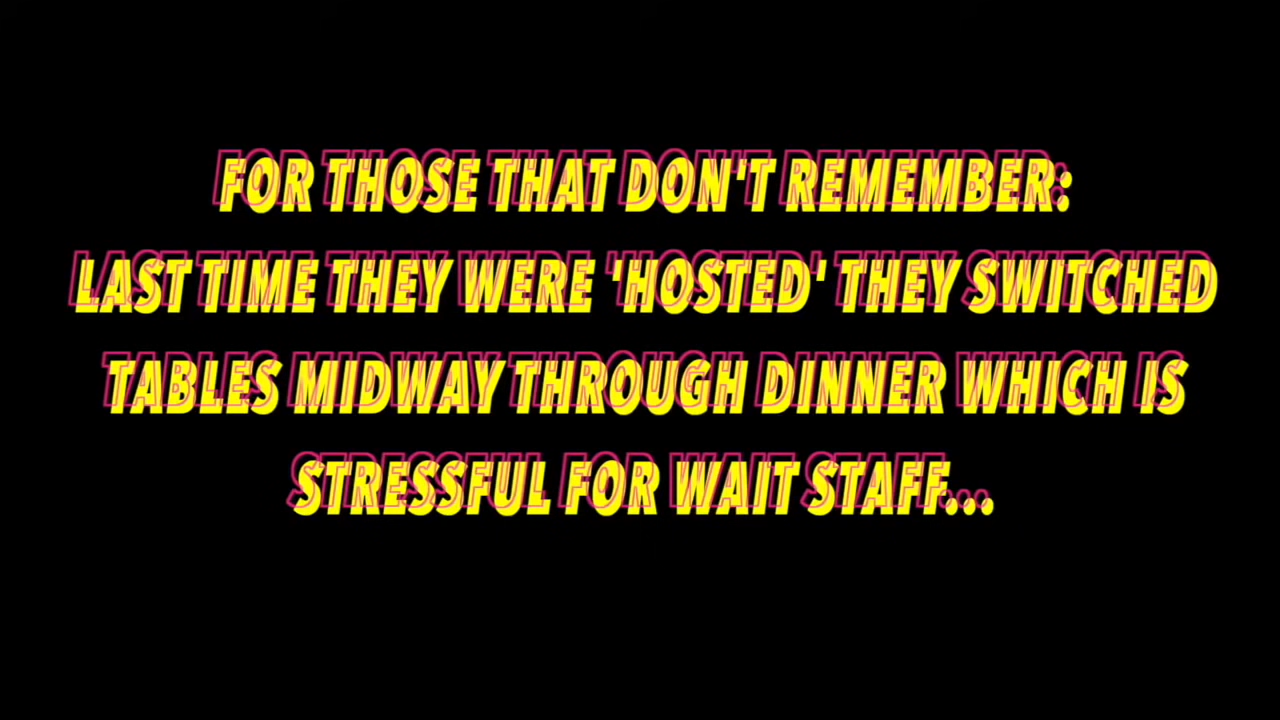 FOR THOSE THAT DON'T REMEMBER:
LAST TIME THEY WERE 'HOSTED' THEY SWITCHED
TABLES MIDWAY THROUGH DINNER WHICH IS
STRESSFUL FOR WAIT STAFF...